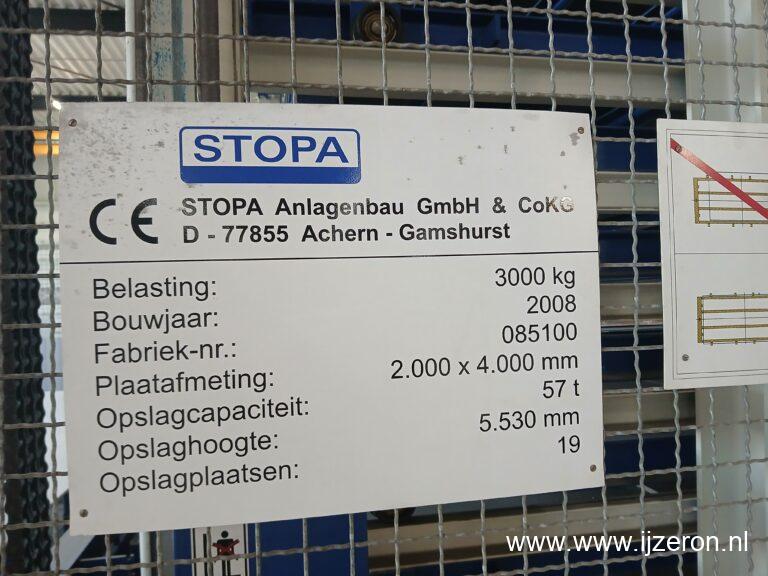 STOPA
CE STOPA Anlagenbau GmbH & CoKG
D - 77855 Achern - Gamshurst
Belasting: 3000 kg
Bouwjaar: 2008
Fabriek-nr.: 085100
Plaatafmeting: 2.000 x 4.000 mm
Opslagcapaciteit: 57 t
Opslaghoogte: 5.530 mm
Opslagplaatsen: 19
www.www.ijzeron.nl